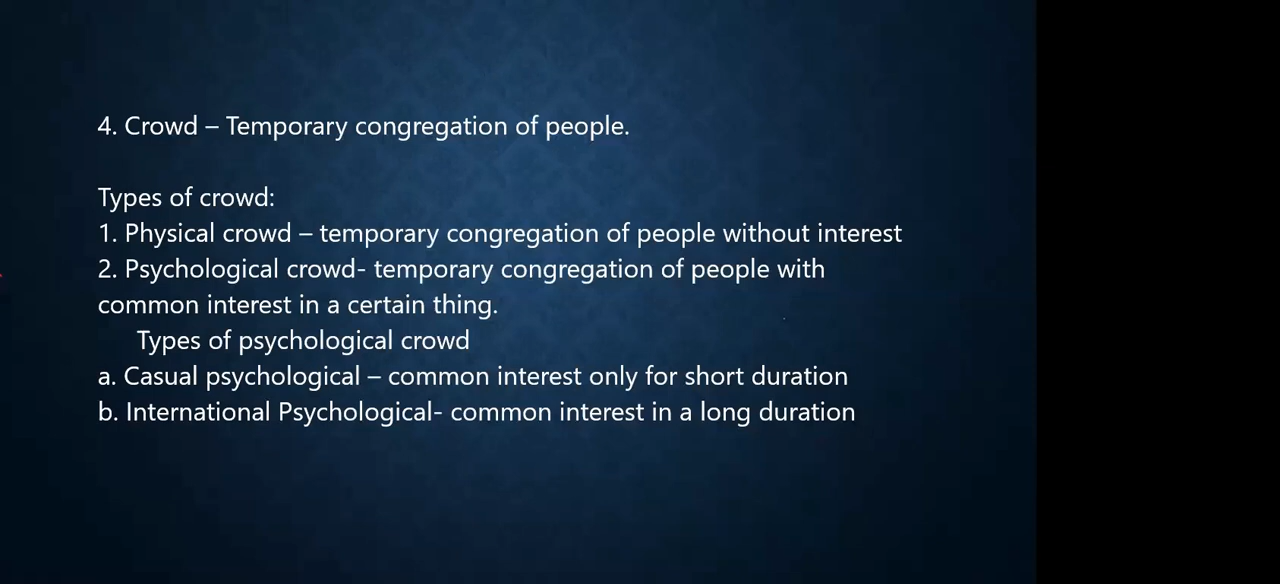 4. Crowd – Temporary congregation of people.
Types of crowd:
1. Physical crowd – temporary congregation of people without interest
2. Psychological crowd- temporary congregation of people with
common interest in a certain thing.
Types of psychological crowd
a. Casual psychological – common interest only for short duration
b. International Psychological- common interest in a long duration